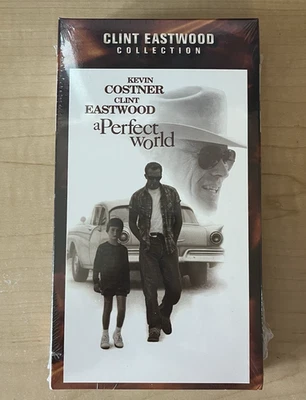 CLINT EASTWOOD
COLLECTION
KEVIN
COSTNER
CLINT
EASTWOOD
a Perfect
world